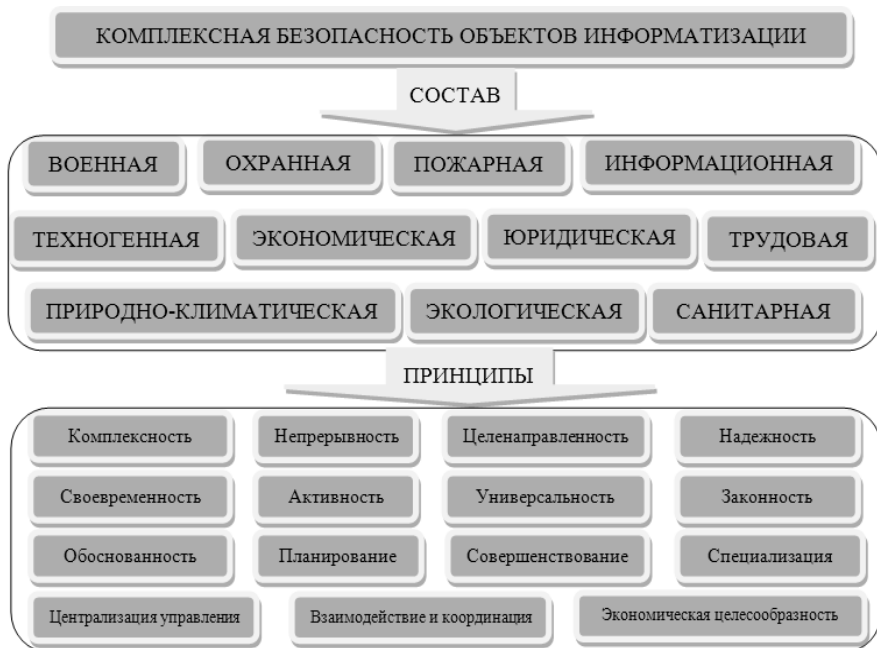 КОМПЛЕКСНАЯ БЕЗОПАСНОСТЬ ОБЪЕКТОВ ИНФОРМАТИЗАЦИИ
СОСТАВ
ВОЕННАЯ ОХРАННАЯ ПОЖАРНАЯ ИНФОРМАЦИОННАЯ
ТЕХНОГЕННАЯ ЭКОНОМИЧЕСКАЯ ЮРИДИЧЕСКАЯ ТРУДОВАЯ
ПРИРОДНО-КЛИМАТИЧЕСКАЯ ЭКОЛОГИЧЕСКАЯ САНИТАРНАЯ
ПРИНЦИПЫ
Комплексность Непрерывность Целенаправленность Надежность
Своевременность Активность Универсальность Законность
Обоснованность Планирование Совершенствование Специализация
Централизация управления Взаимодействие и координация Экономическая целесообразность